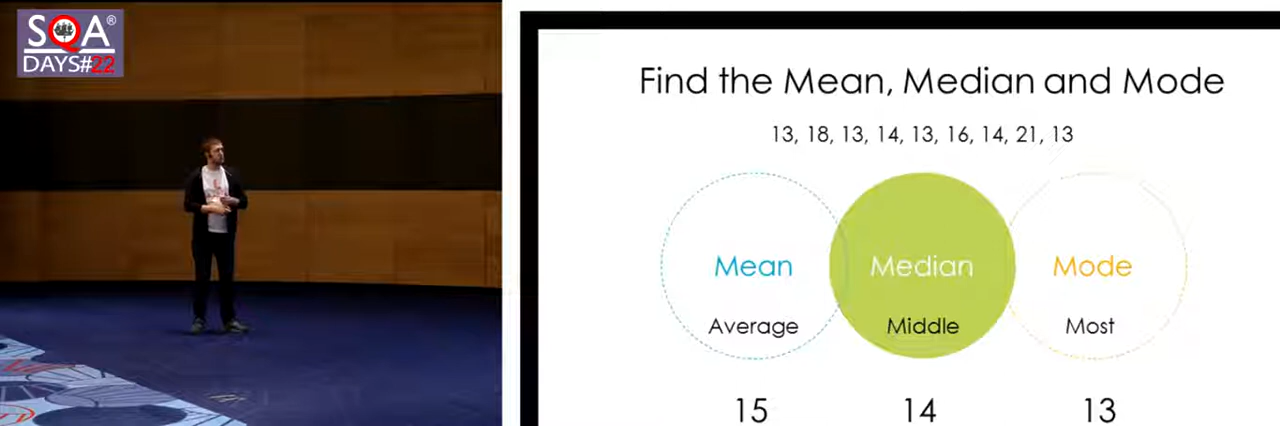 SQA®
DAYS#22
Find the Mean, Median and Mode
13, 18, 13, 14, 13, 16, 14, 21, 13
Mean
Median
Mode
Average
Middle
Most
15
14
13